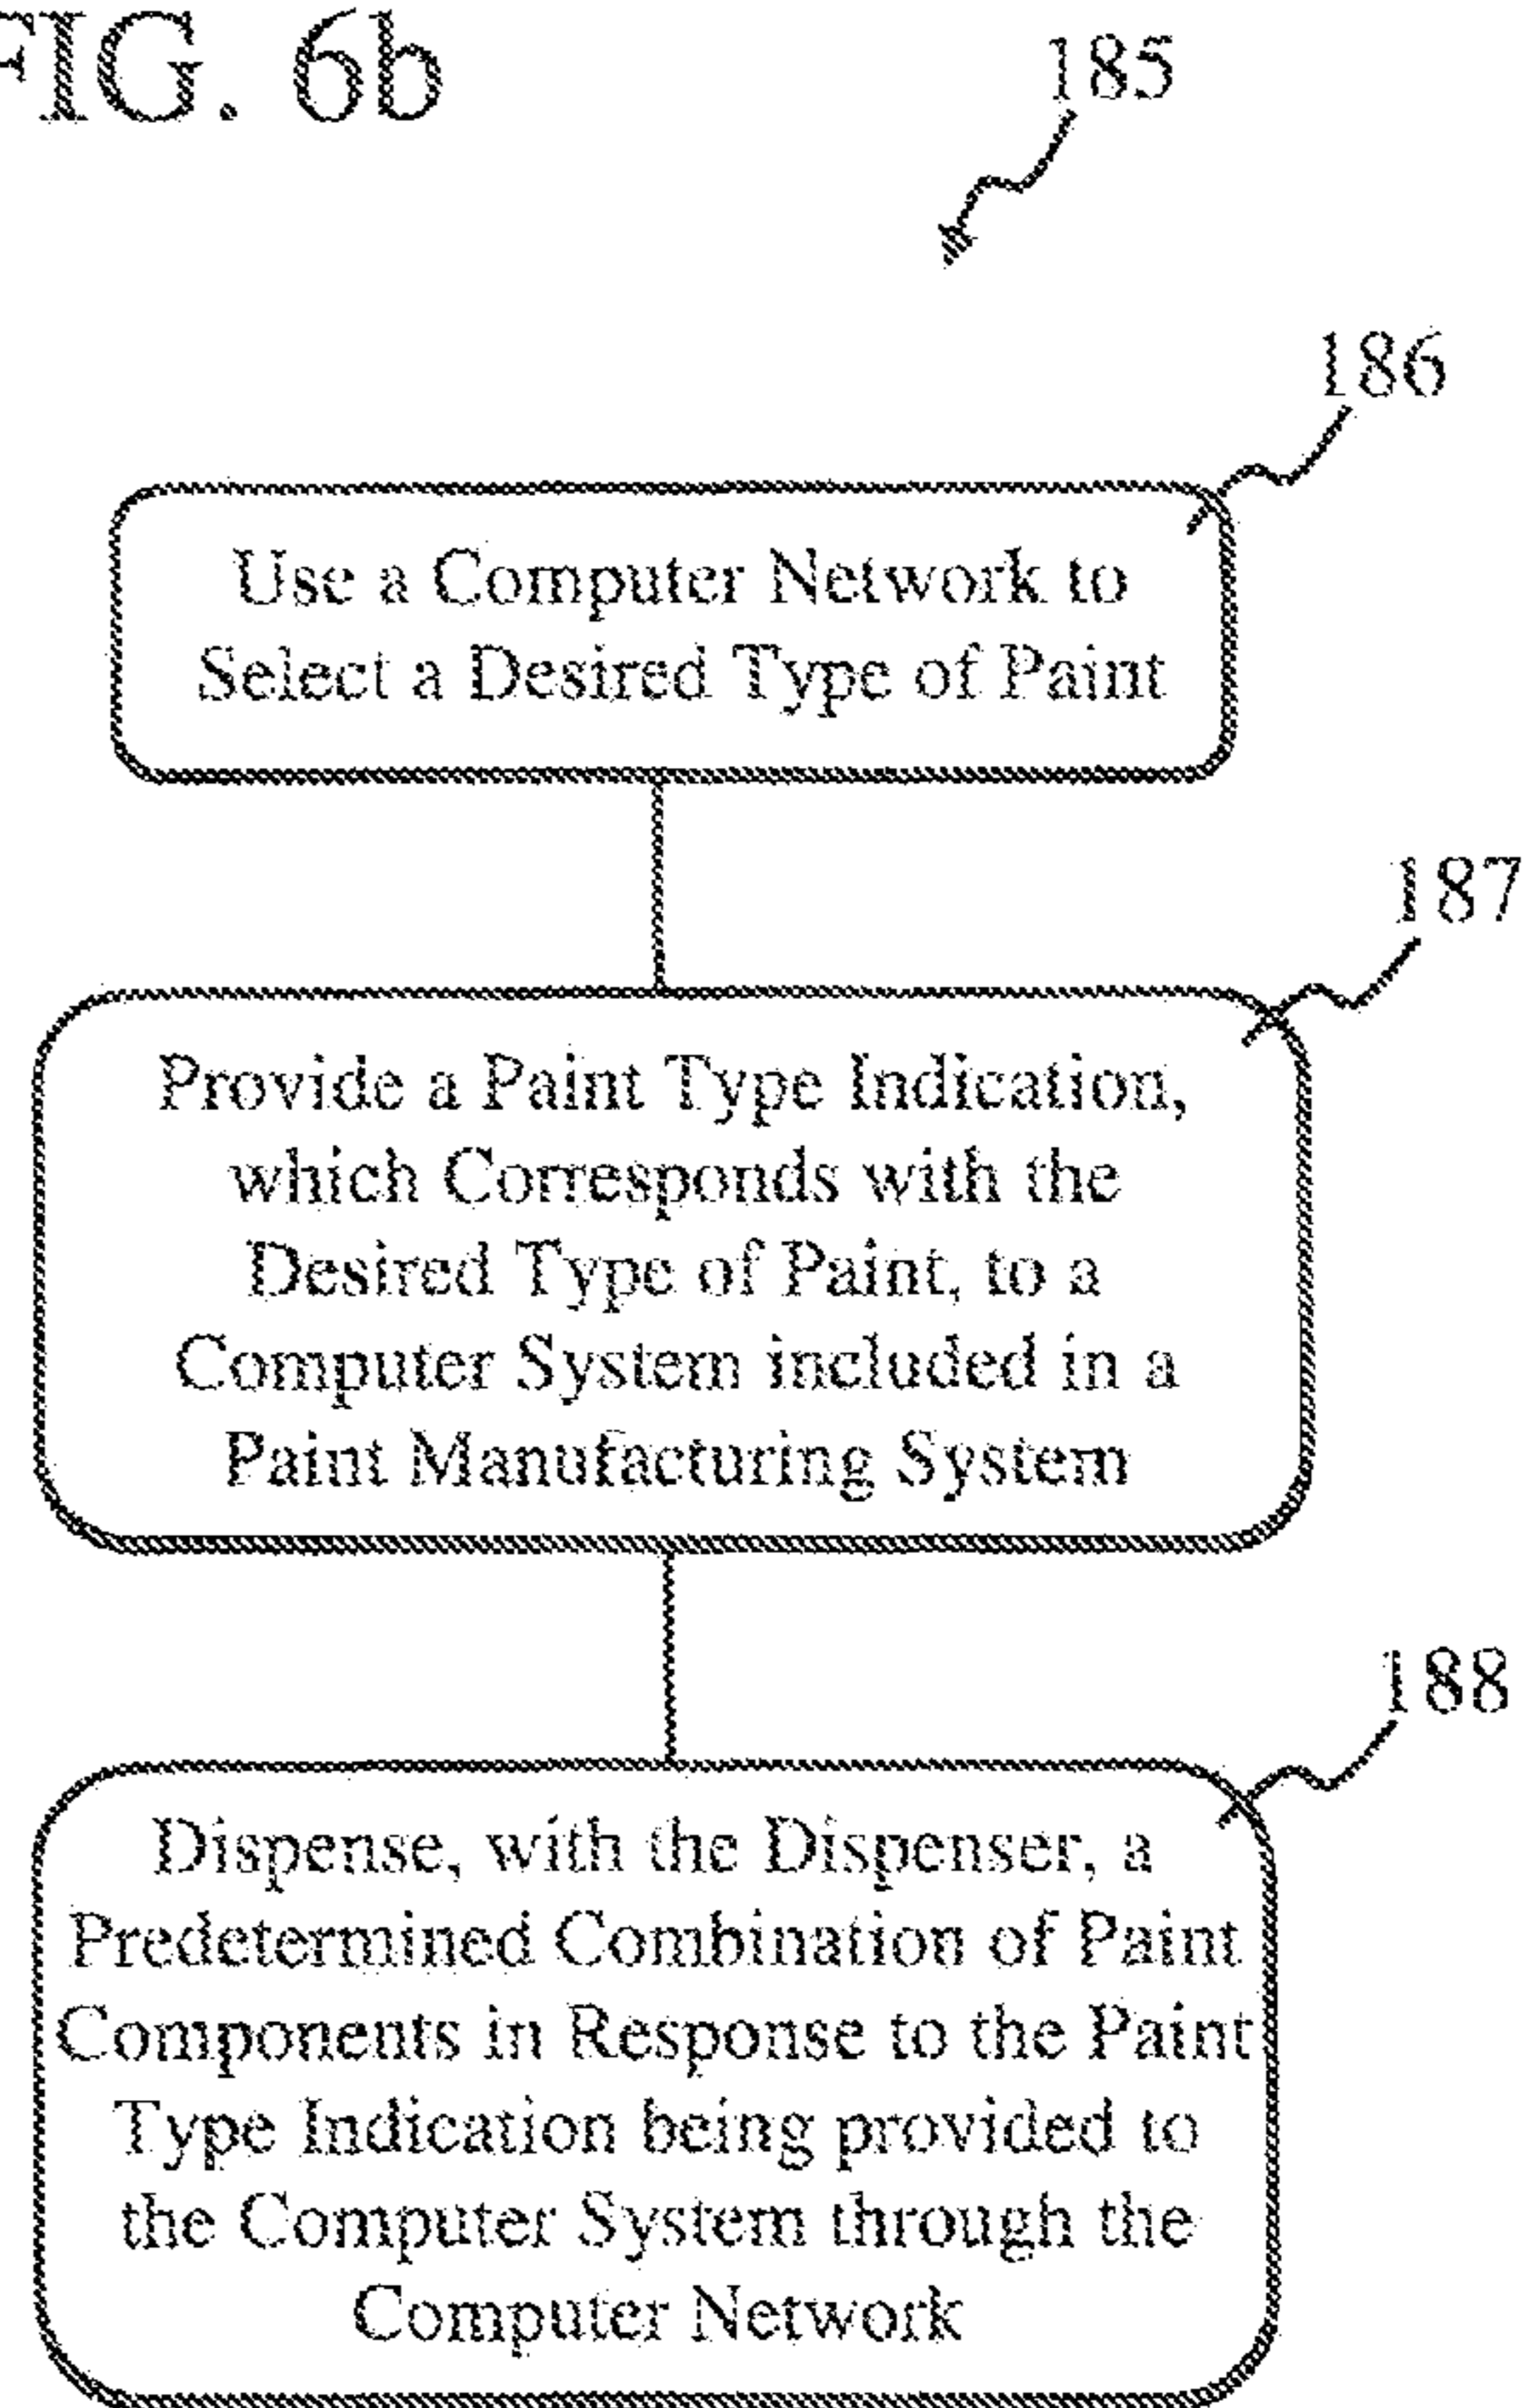 FIG. 6b
185
186
Use a Computer Network to
Select a Desired Type of Paint
187
Provide a Paint Type Indication,
which Corresponds with the
Desired Type of Paint, to a
Computer System included in a
Paint Manufacturing System
188
Dispense, with the Dispenser, a
Predetermined Combination of Paint
Components in Response to the Paint
Type Indication being provided to
the Computer System through the
Computer Network